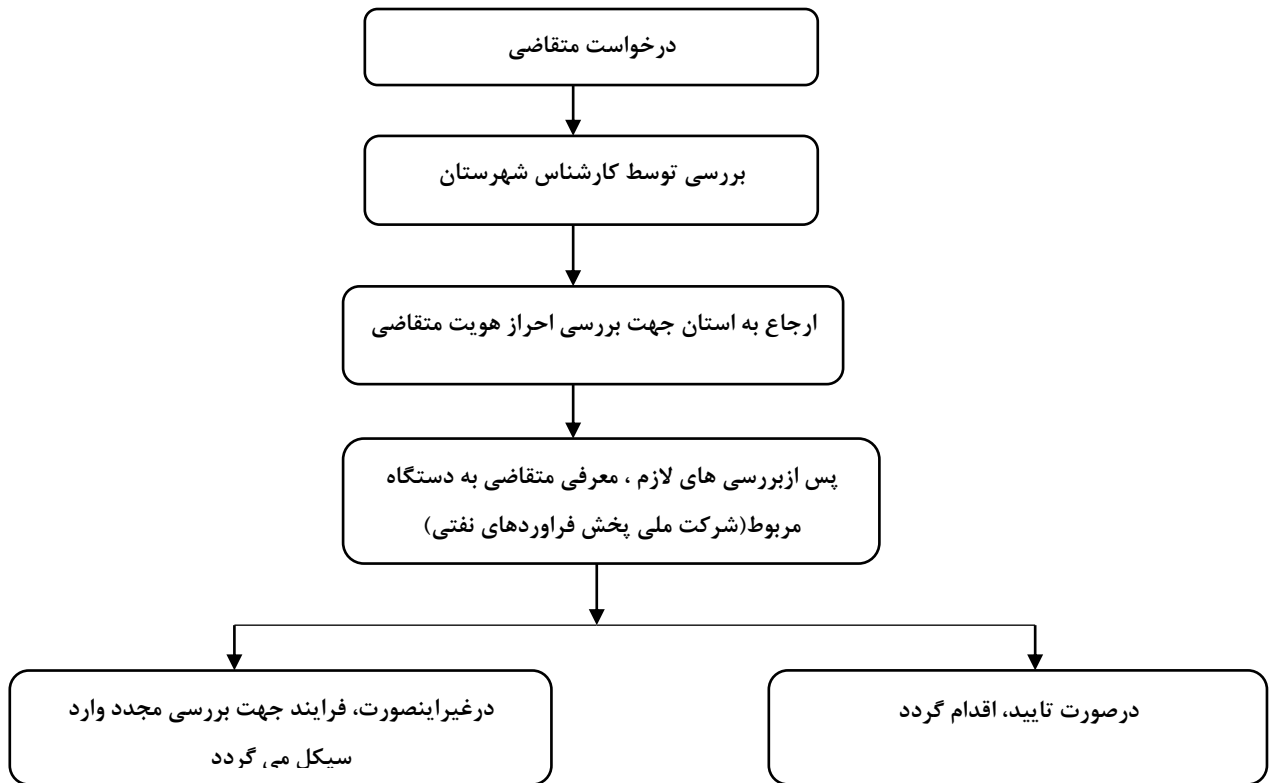 درخواست متقاضی
بررسی توسط کارشناس شهرستان
ارجاع به استان جهت بررسی احراز هویت متقاضی
پس ازبررسی های لازم ، معرفی متقاضی به دستگاه
مربوط(شرکت ملی پخش فراوردهای نفتی)
درصورت تایید، اقدام گردد
درغیراینصورت، فرایند جهت بررسی مجدد وارد
سیکل می گردد